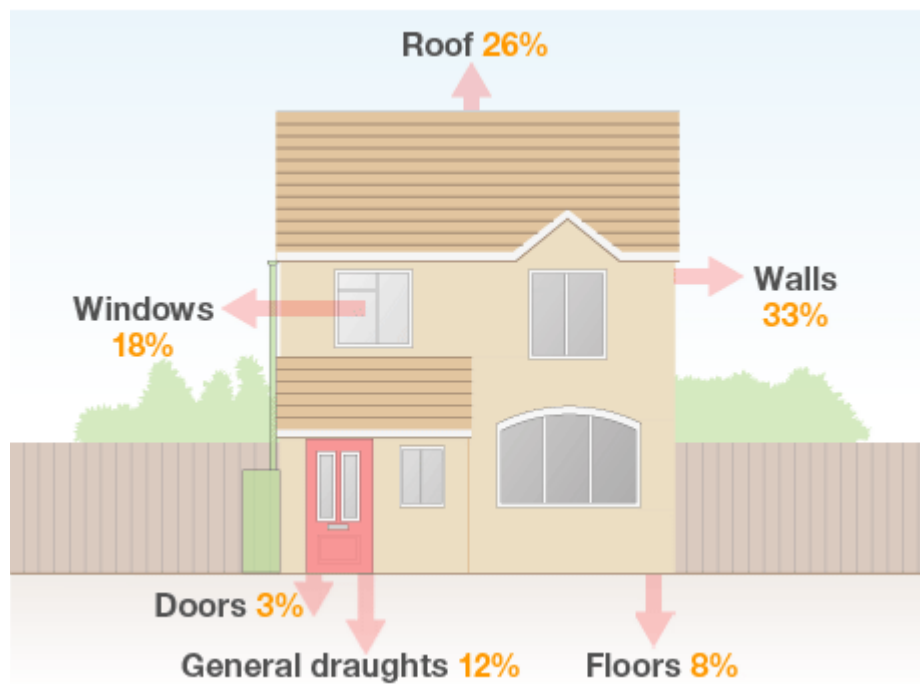 Roof 26%
Windows
18%
Walls
33%
Doors 3%
General draughts 12%
Floors 8%